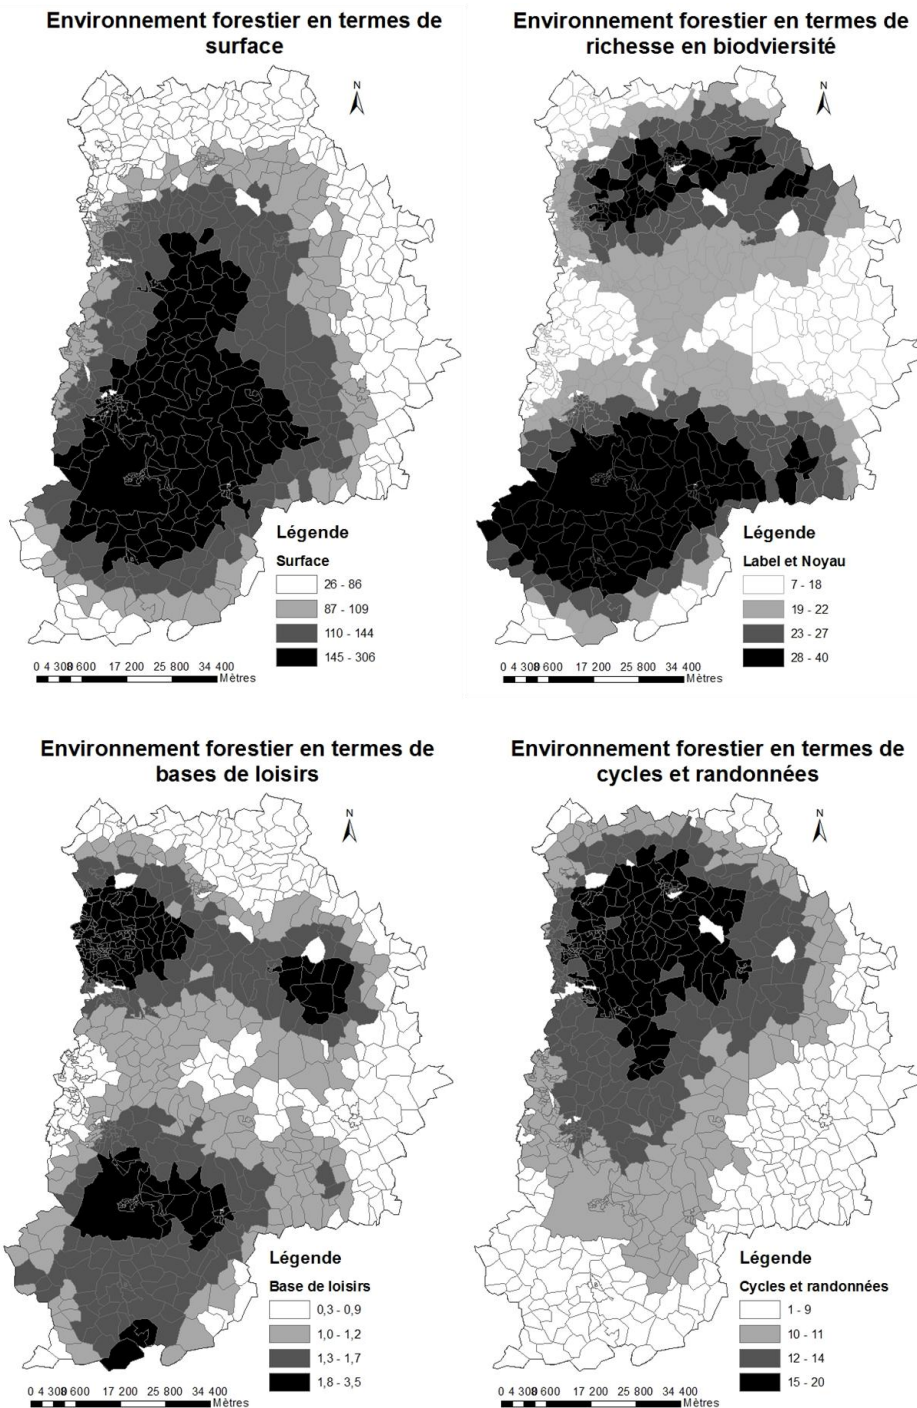 Environnement forestier en termes de
surface
N
Légende
Surface
26 - 86
87 - 109
110 - 144
145 - 306
0 4 300 8 600 17 200 25 800 34 400
Mètres
Environnement forestier en termes de
richesse en biodviersité
N
Légende
Label et Noyau
7 - 18
19 - 22
23 - 27
28 - 40
0 4 300 8 600 17 200 25 800 34 400
Mètres
Environnement forestier en termes de
bases de loisirs
N
Légende
Base de loisirs
0,3 - 0,9
1,0 - 1,2
1,3 - 1,7
1,8 - 3,5
0 4 300 8 600 17 200 25 800 34 400
Mètres
Environnement forestier en termes de
cycles et randonnées
N
Légende
Cycles et randonnées
1 - 9
10 - 11
12 - 14
15 - 20
0 4 300 8 600 17 200 25 800 34 400
Mètres